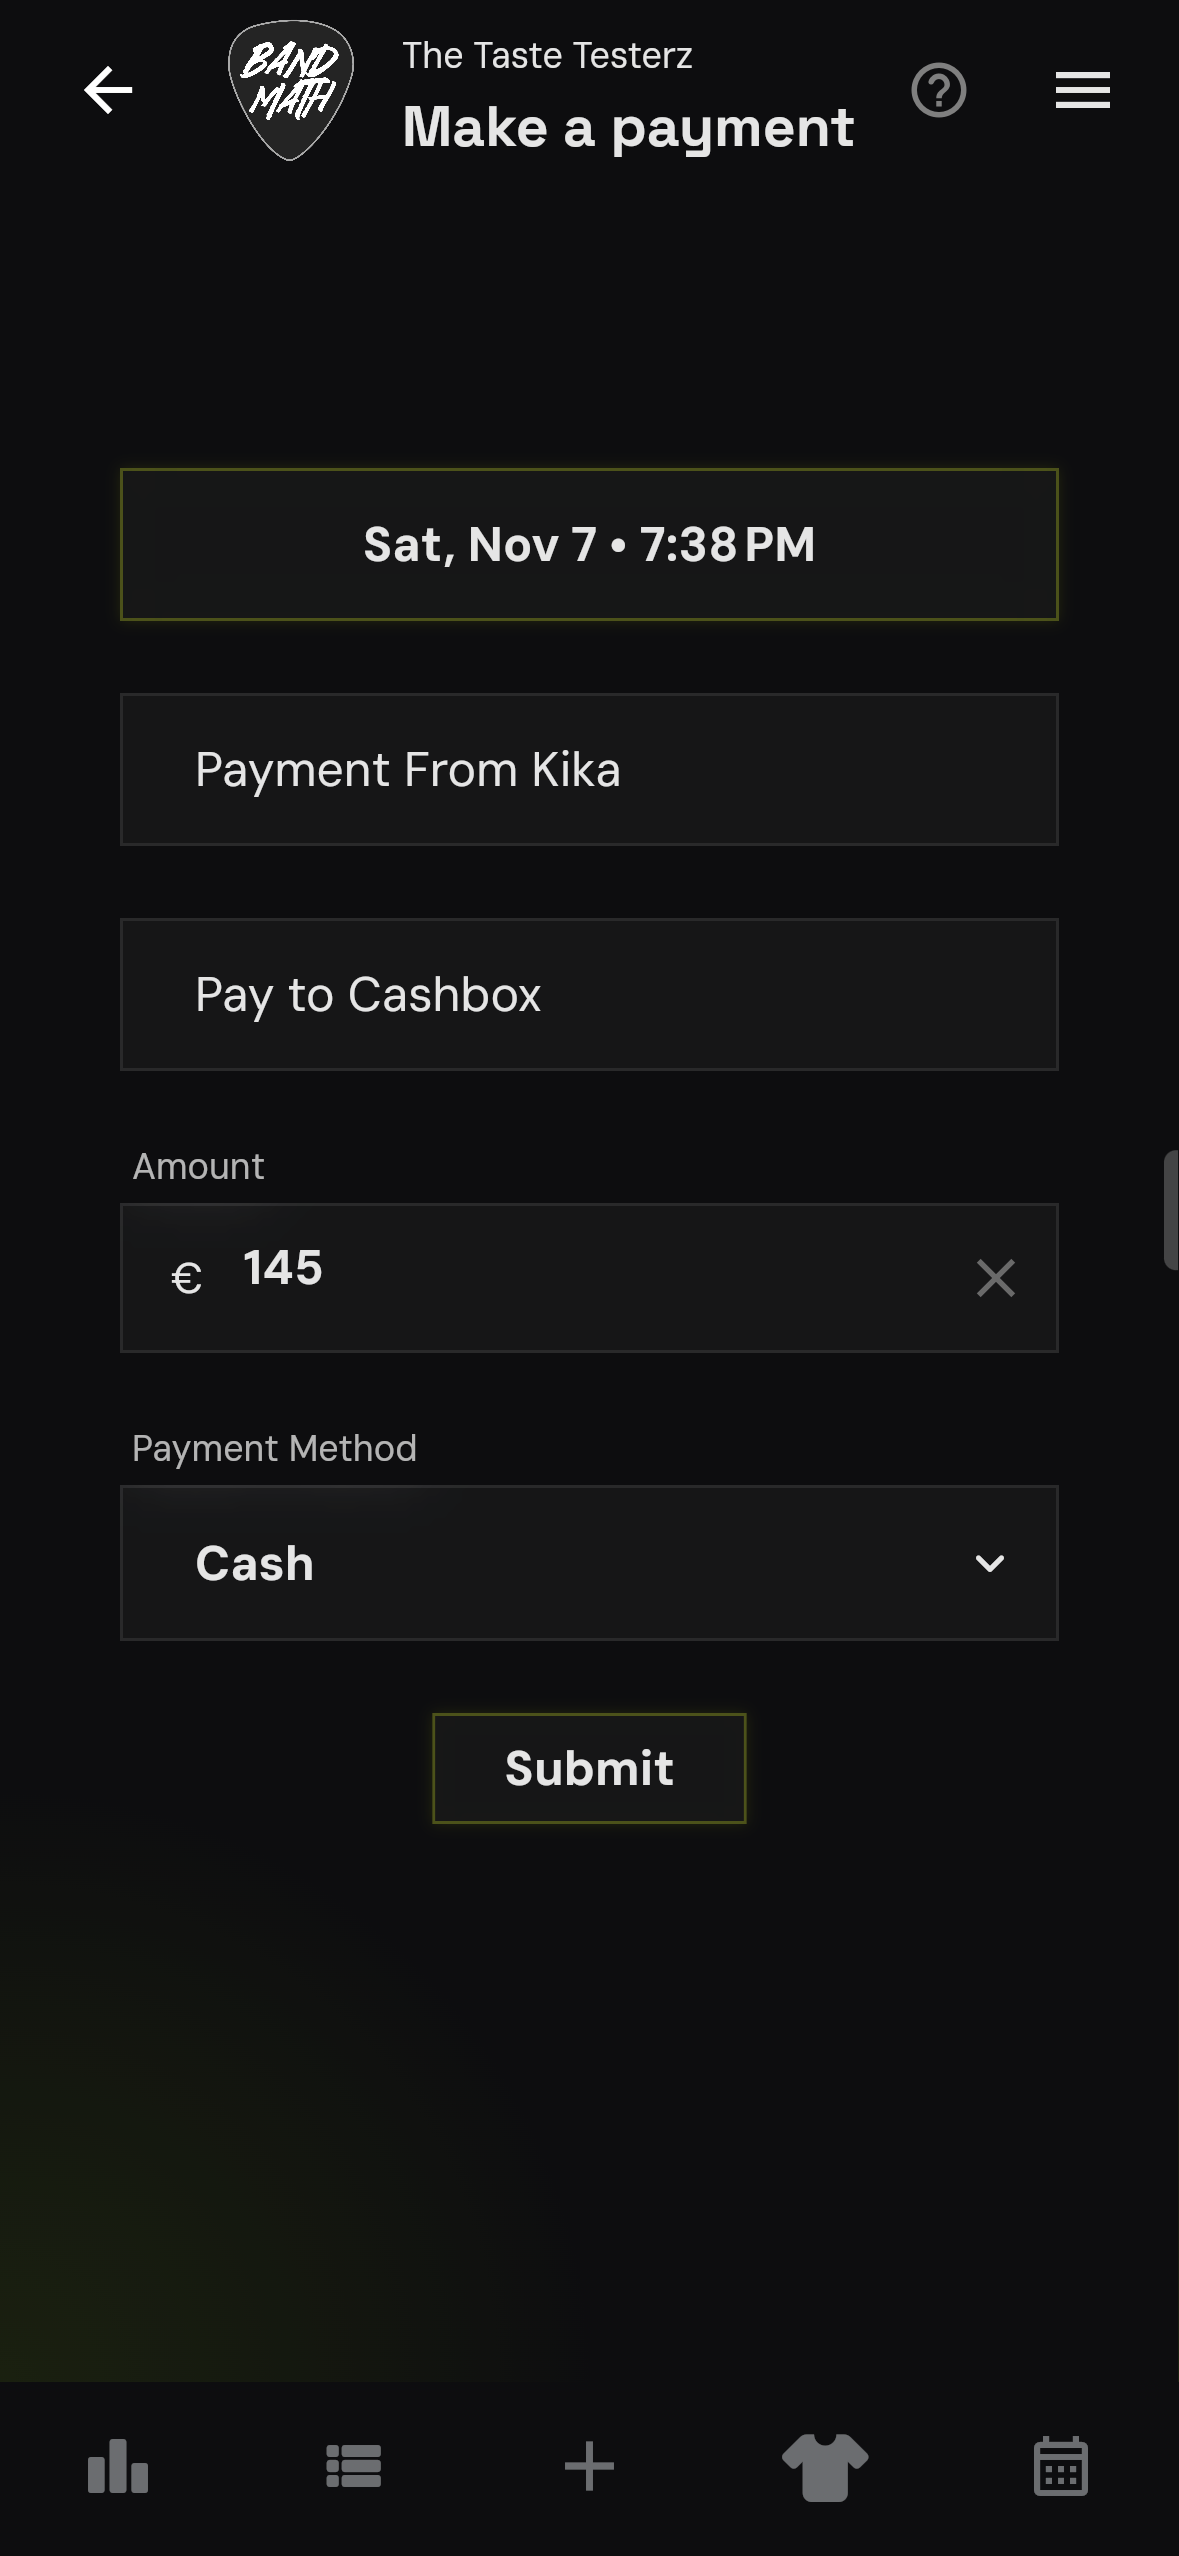 BAND
MATH
The Taste Testerz
Make a payment
Sat, Nov 7 • 7:38 PM
Payment From Kika
Pay to Cashbox
Amount
€ 145
Payment Method
Cash
Submit